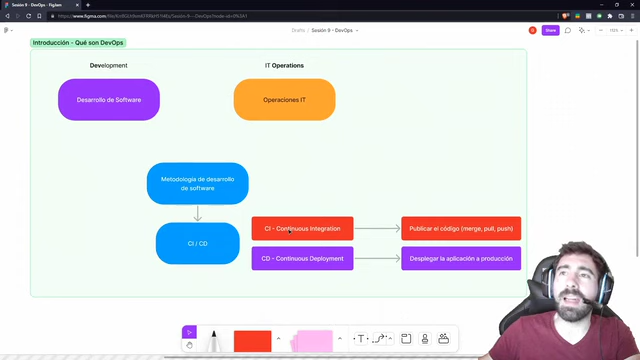 Sesión 9 - DevOps - FigJam
Drafts / Sesión 9 - DevOps
Share
Introducción - Qué son DevOps
Development
IT Operations
Desarrollo de Software
Operaciones IT
Metodología de desarrollo
de software
CI / CD
CI - Continuous Integration
Publicar el código (merge, pull, push)
CD - Continuous Deployment
Desplegar la aplicación a producción